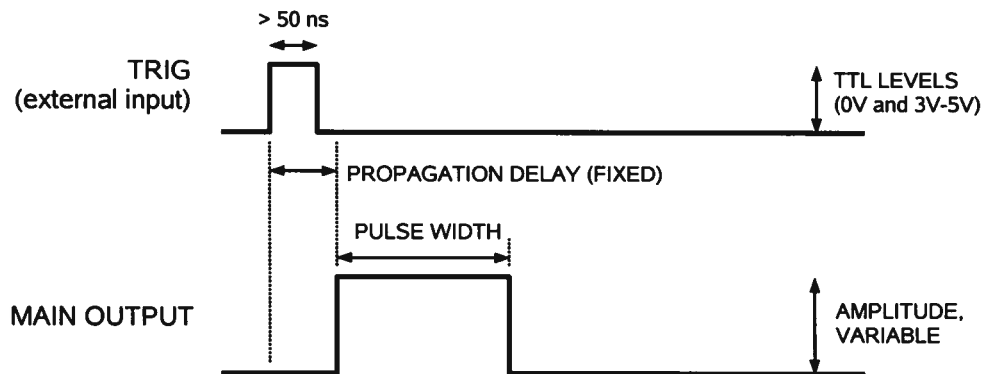 > 50 ns
TRIG
(external input)
TTL LEVELS
(0V and 3V-5V)
PROPAGATION DELAY (FIXED)
PULSE WIDTH
MAIN OUTPUT
AMPLITUDE,
VARIABLE